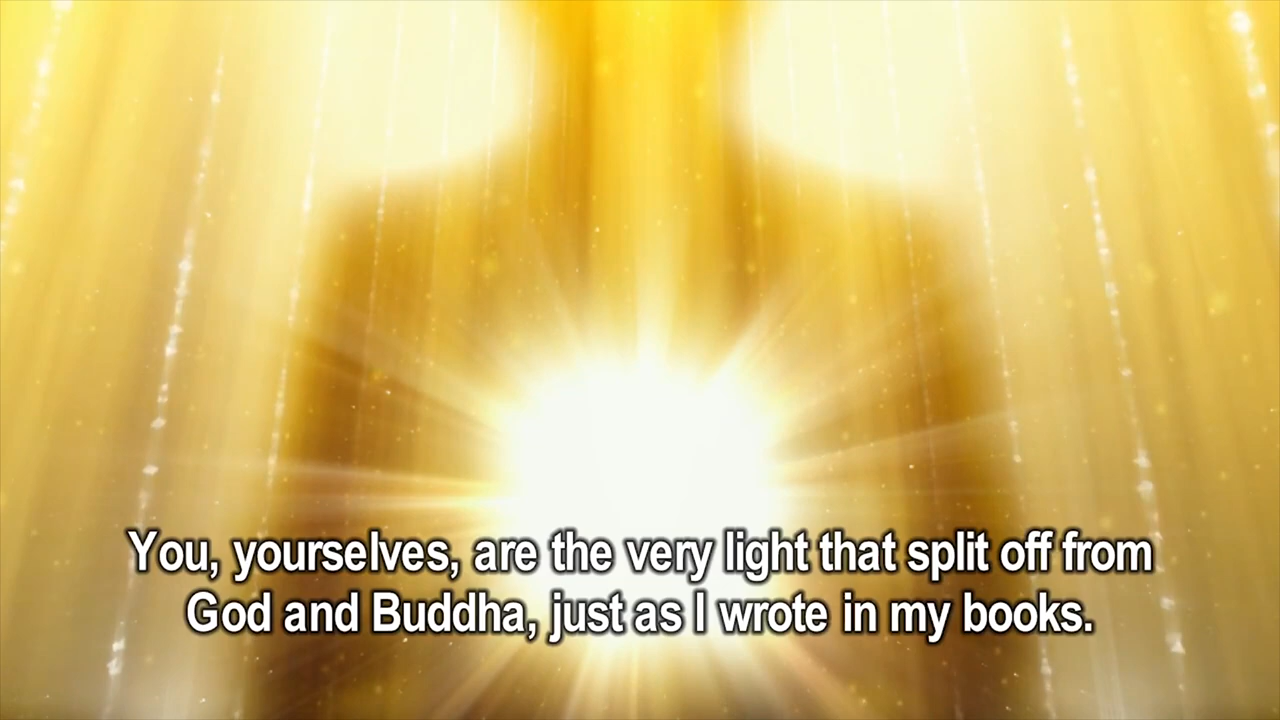 You, yourselves, are the very light that split off from
God and Buddha, just as I wrote in my books.